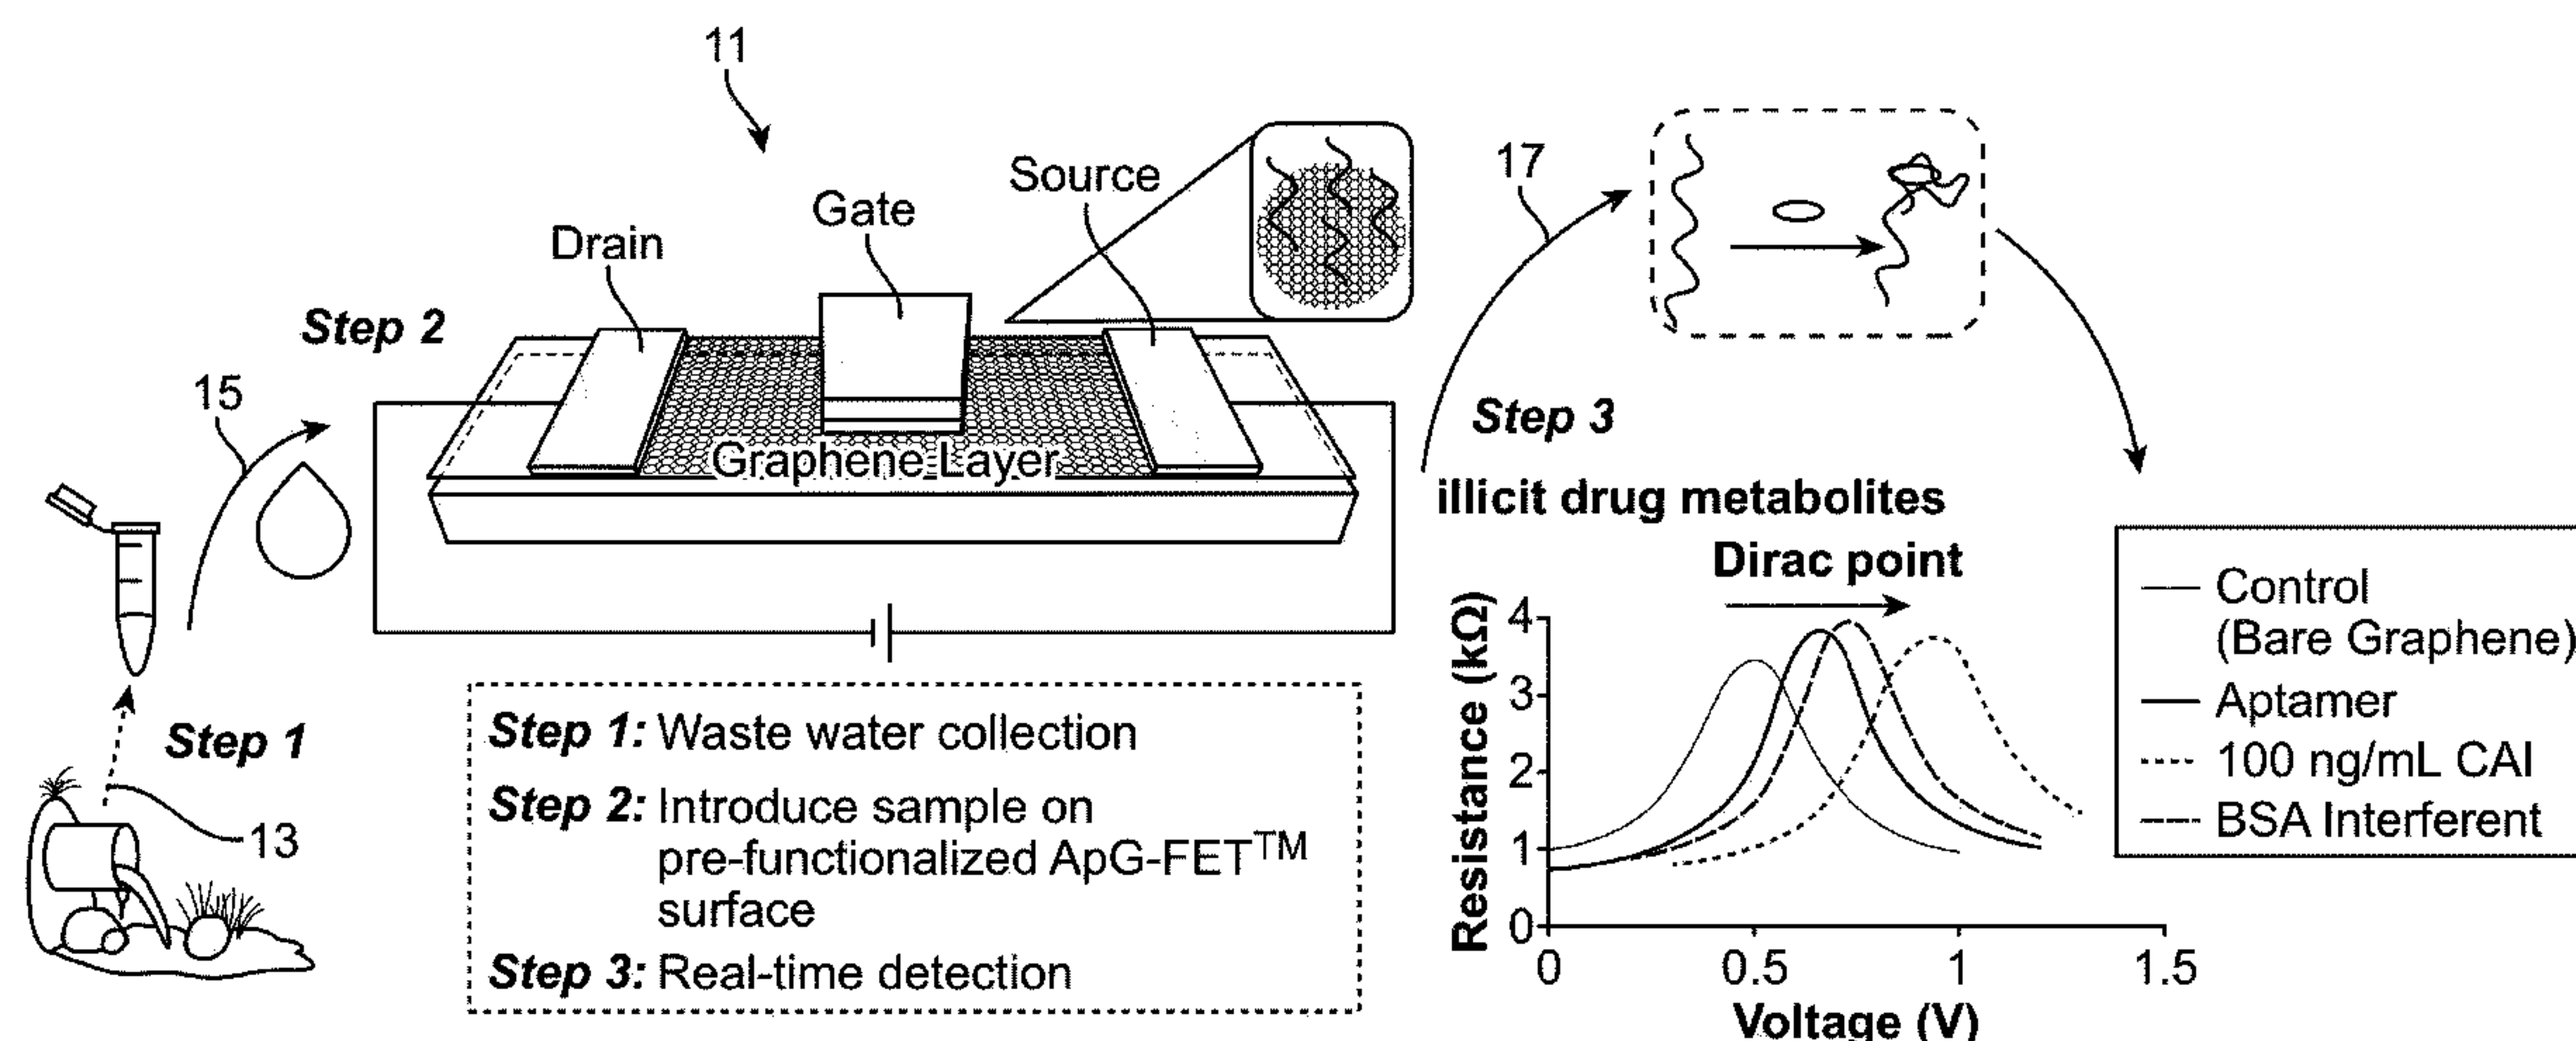 11
Drain
Gate
Source
Step 2
15
Graphene Layer
Step 1
13
Step 1: Waste water collection
Step 2: Introduce sample on
pre-functionalized ApG-FET™
surface
Step 3: Real-time detection
17
Step 3
illicit drug metabolites
Dirac point
Resistance (kΩ)
4
3
2
1
0
0
0.5
1
1.5
Voltage (V)
Control
(Bare Graphene)
Aptamer
100 ng/mL CAI
BSA Interferent